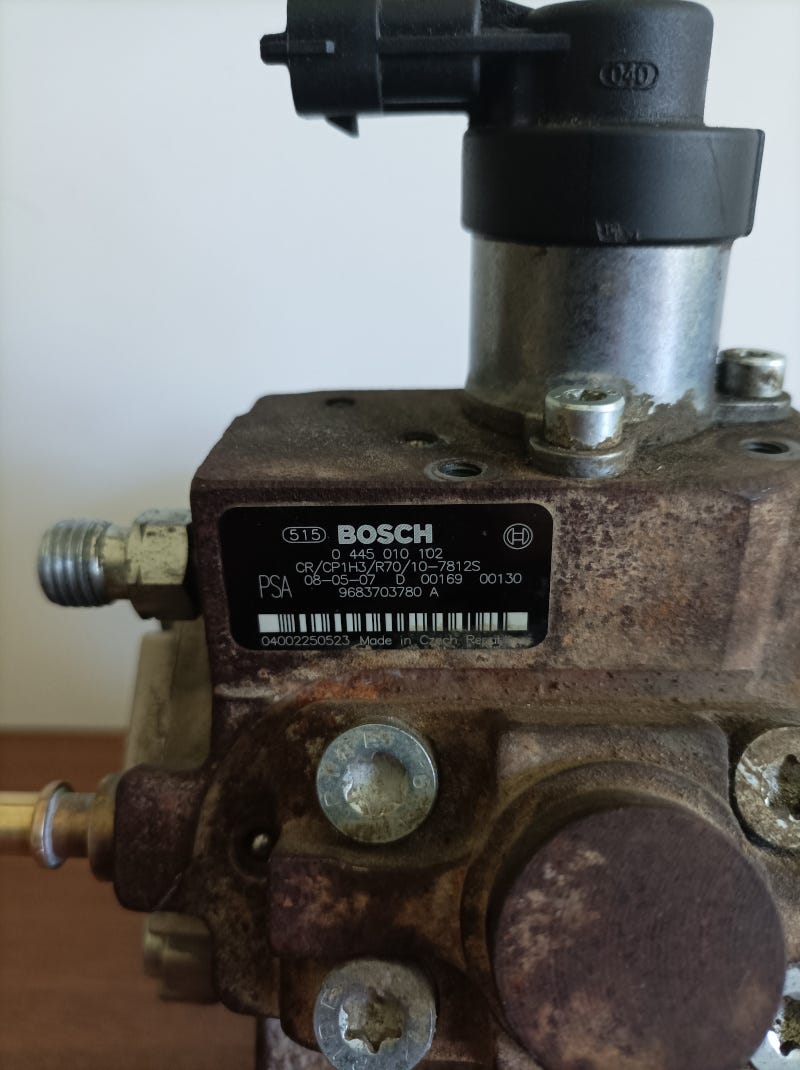 040
515 BOSCH
0 445 010 102
CR/CP1H3/R70/10-7812S
PSA 08-05-07 D 00169 00130
9683703780 A
04002250523 Made in Czech